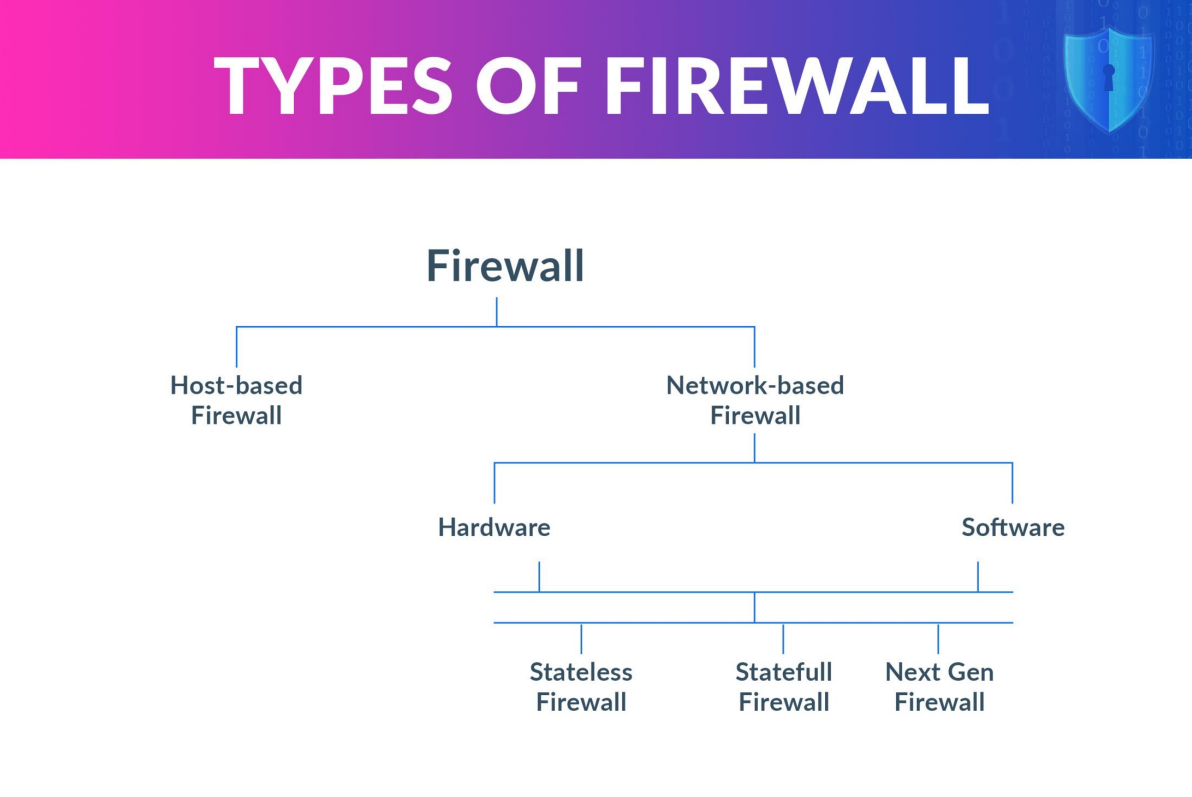 TYPES OF FIREWALL
Firewall
Host-based
Firewall
Network-based
Firewall
Hardware
Software
Stateless
Firewall
Statefull
Firewall
Next Gen
Firewall